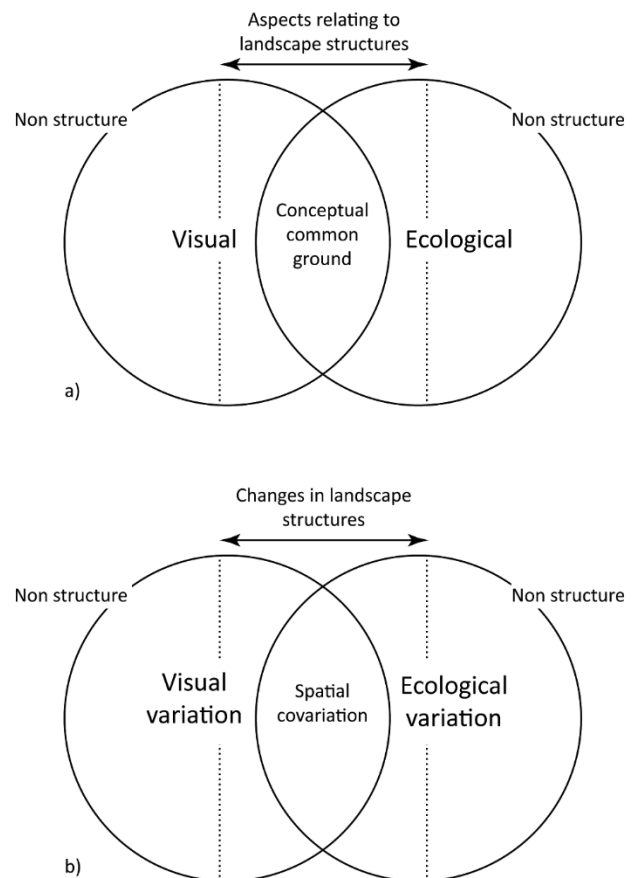 Aspects relating to
landscape structures
Non structure
Non structure
Visual
Conceptual
common
ground
Ecological
a)
Changes in landscape
structures
Non structure
Non structure
Visual
variation
Spatial
covariation
Ecological
variation
b)